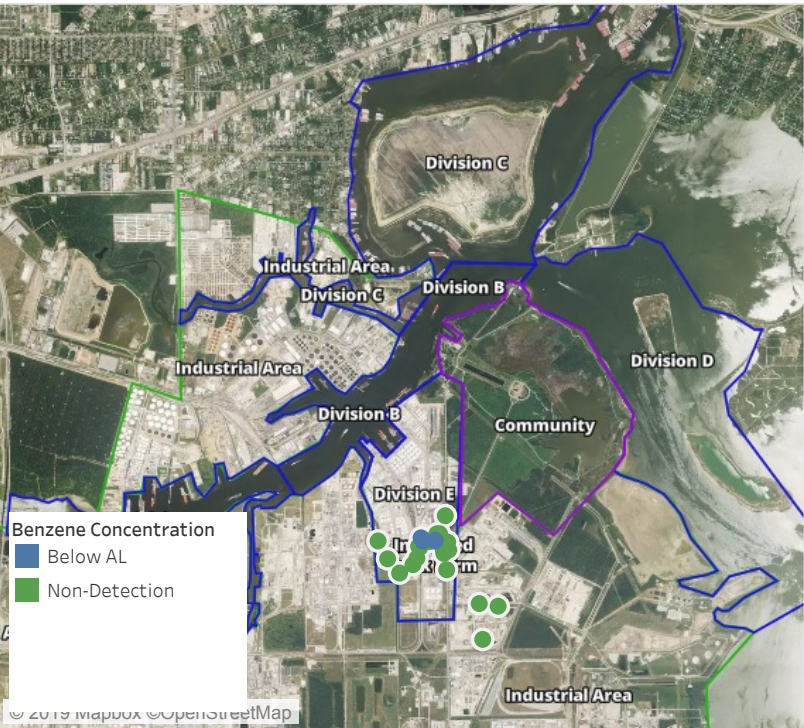 Division C
Industrial Area
Division B
Division C
Division D
Industrial Area
Division B
Community
Division E
Benzene Concentration
Below AL
Non-Detection
Industrial Area
© 2019 Mapbox ©OpenStreetMap